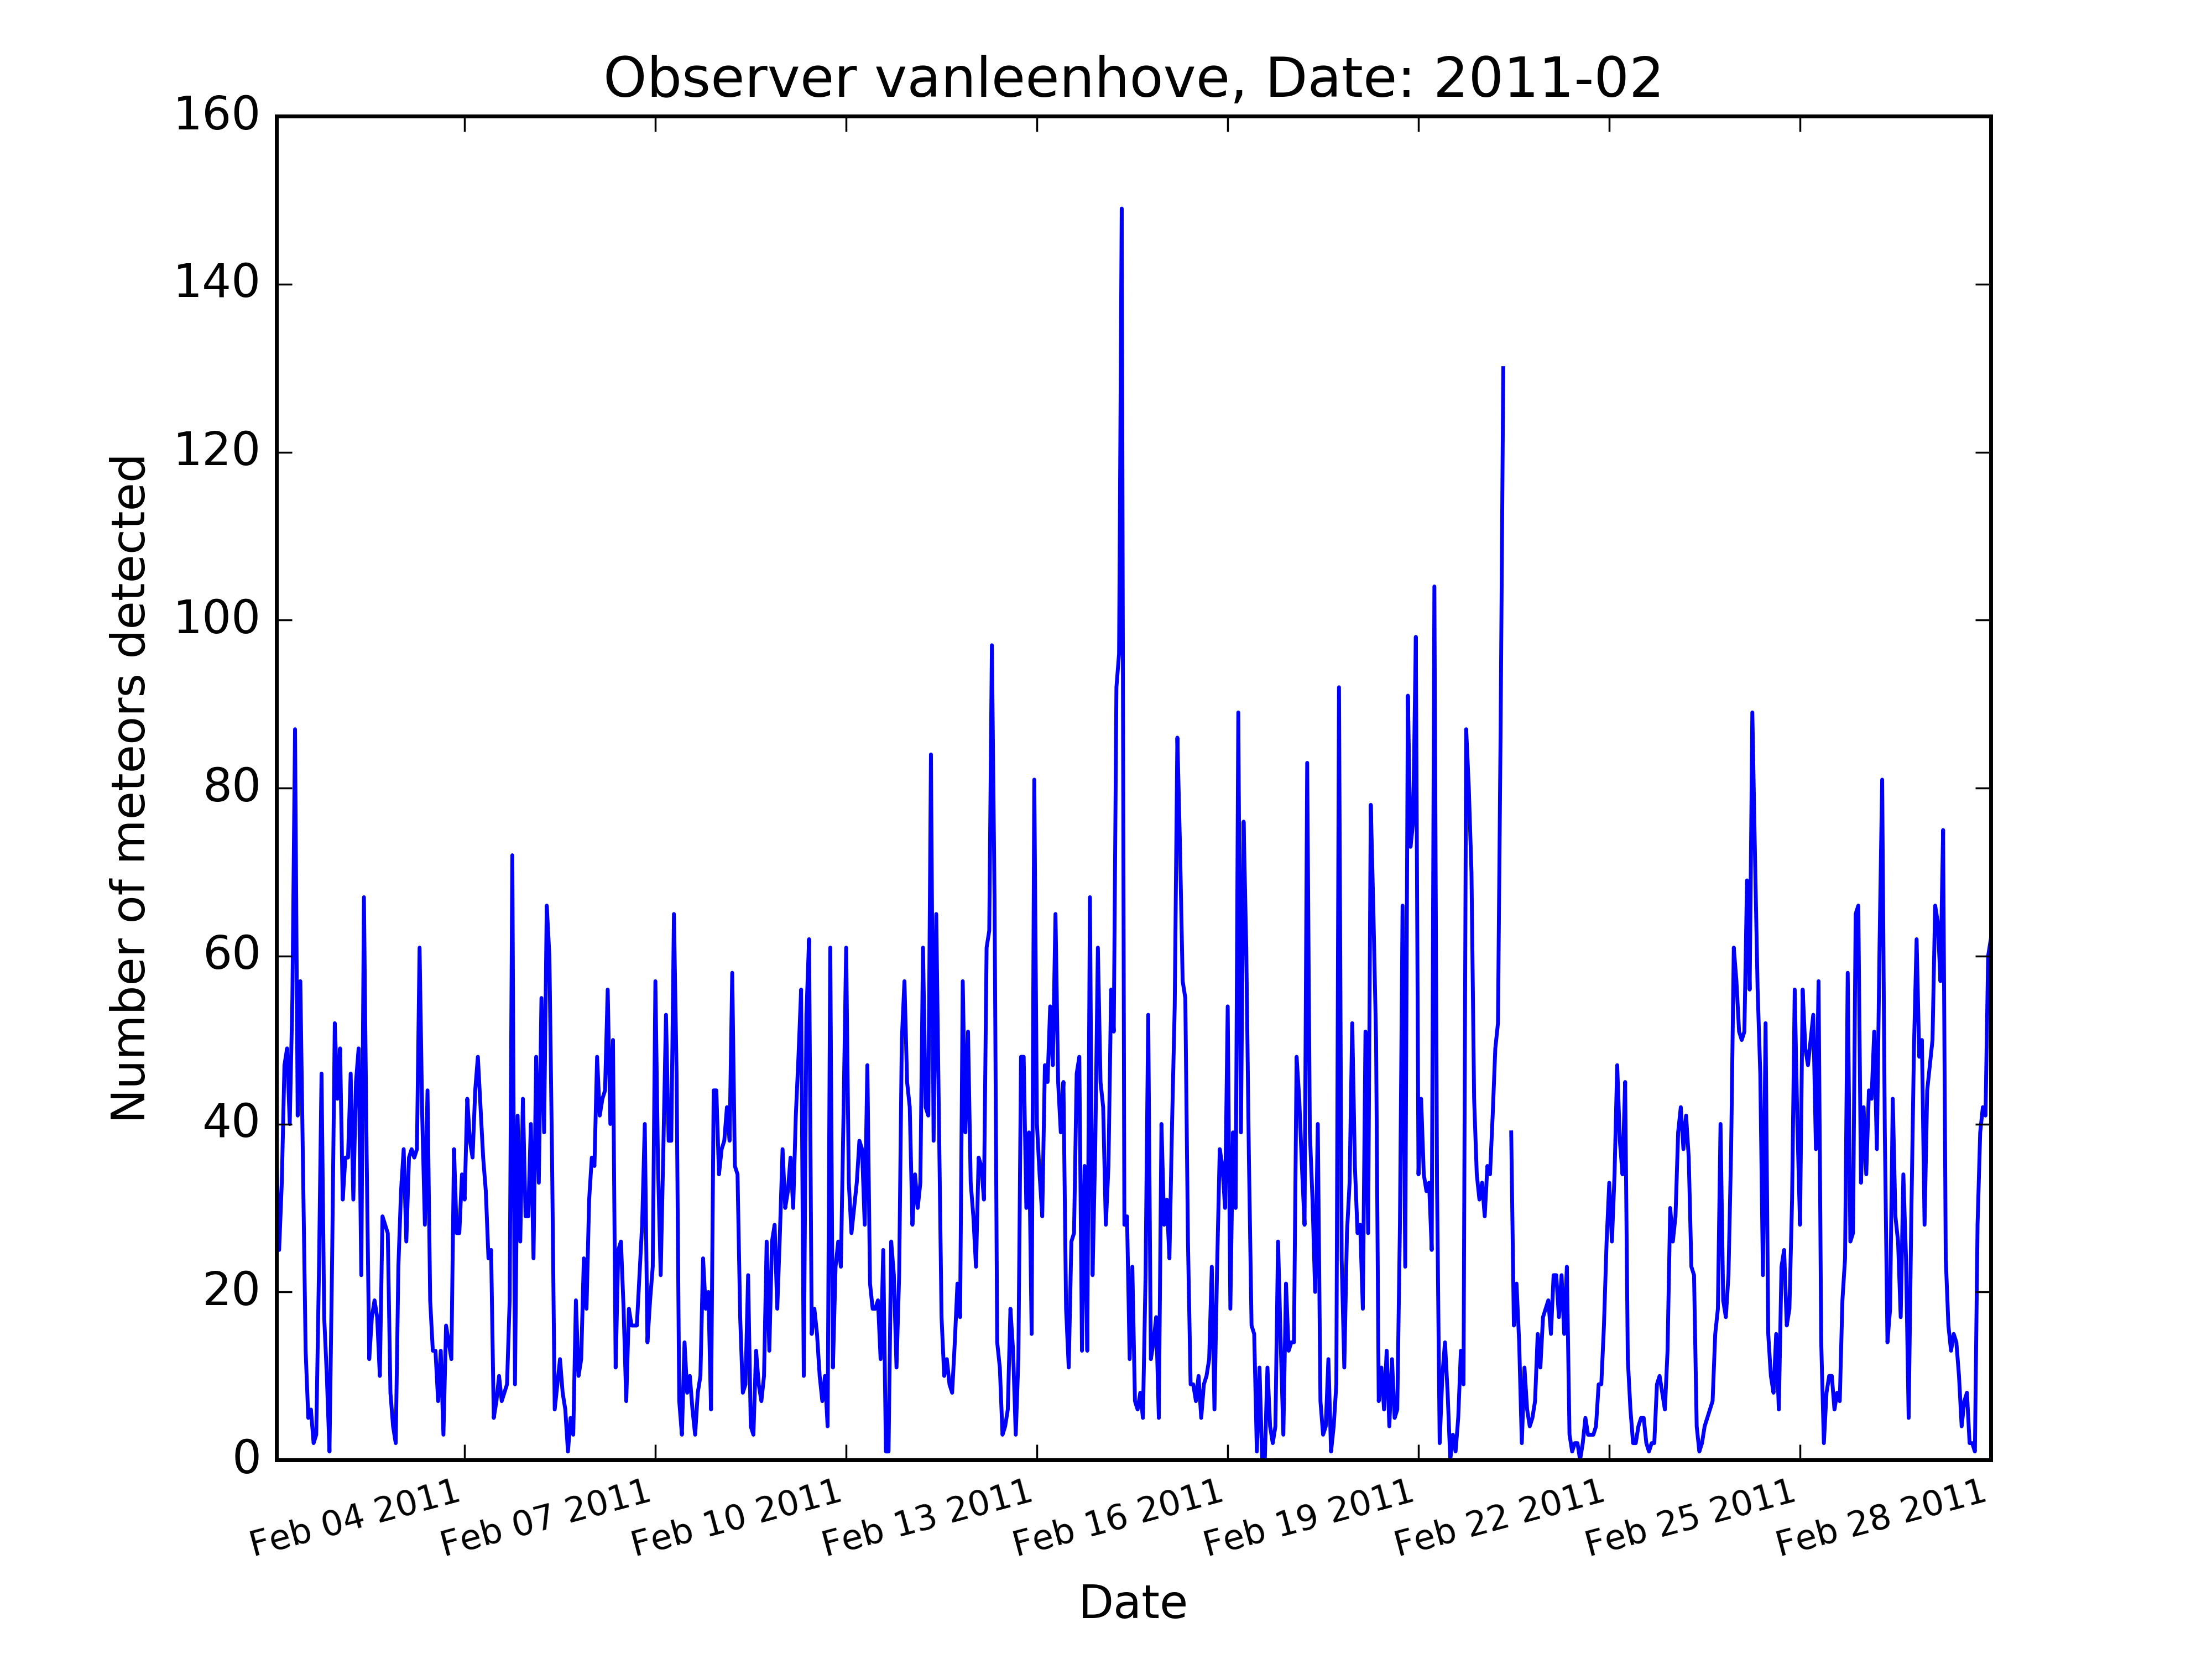 Observer vanleenhove, Date: 2011-02
160
140
120
100
80
60
40
20
0
Number of meteors detected
Feb 04 2011
Feb 07 2011
Feb 10 2011
Feb 13 2011
Feb 16 2011
Feb 19 2011
Feb 22 2011
Feb 25 2011
Feb 28 2011
Date